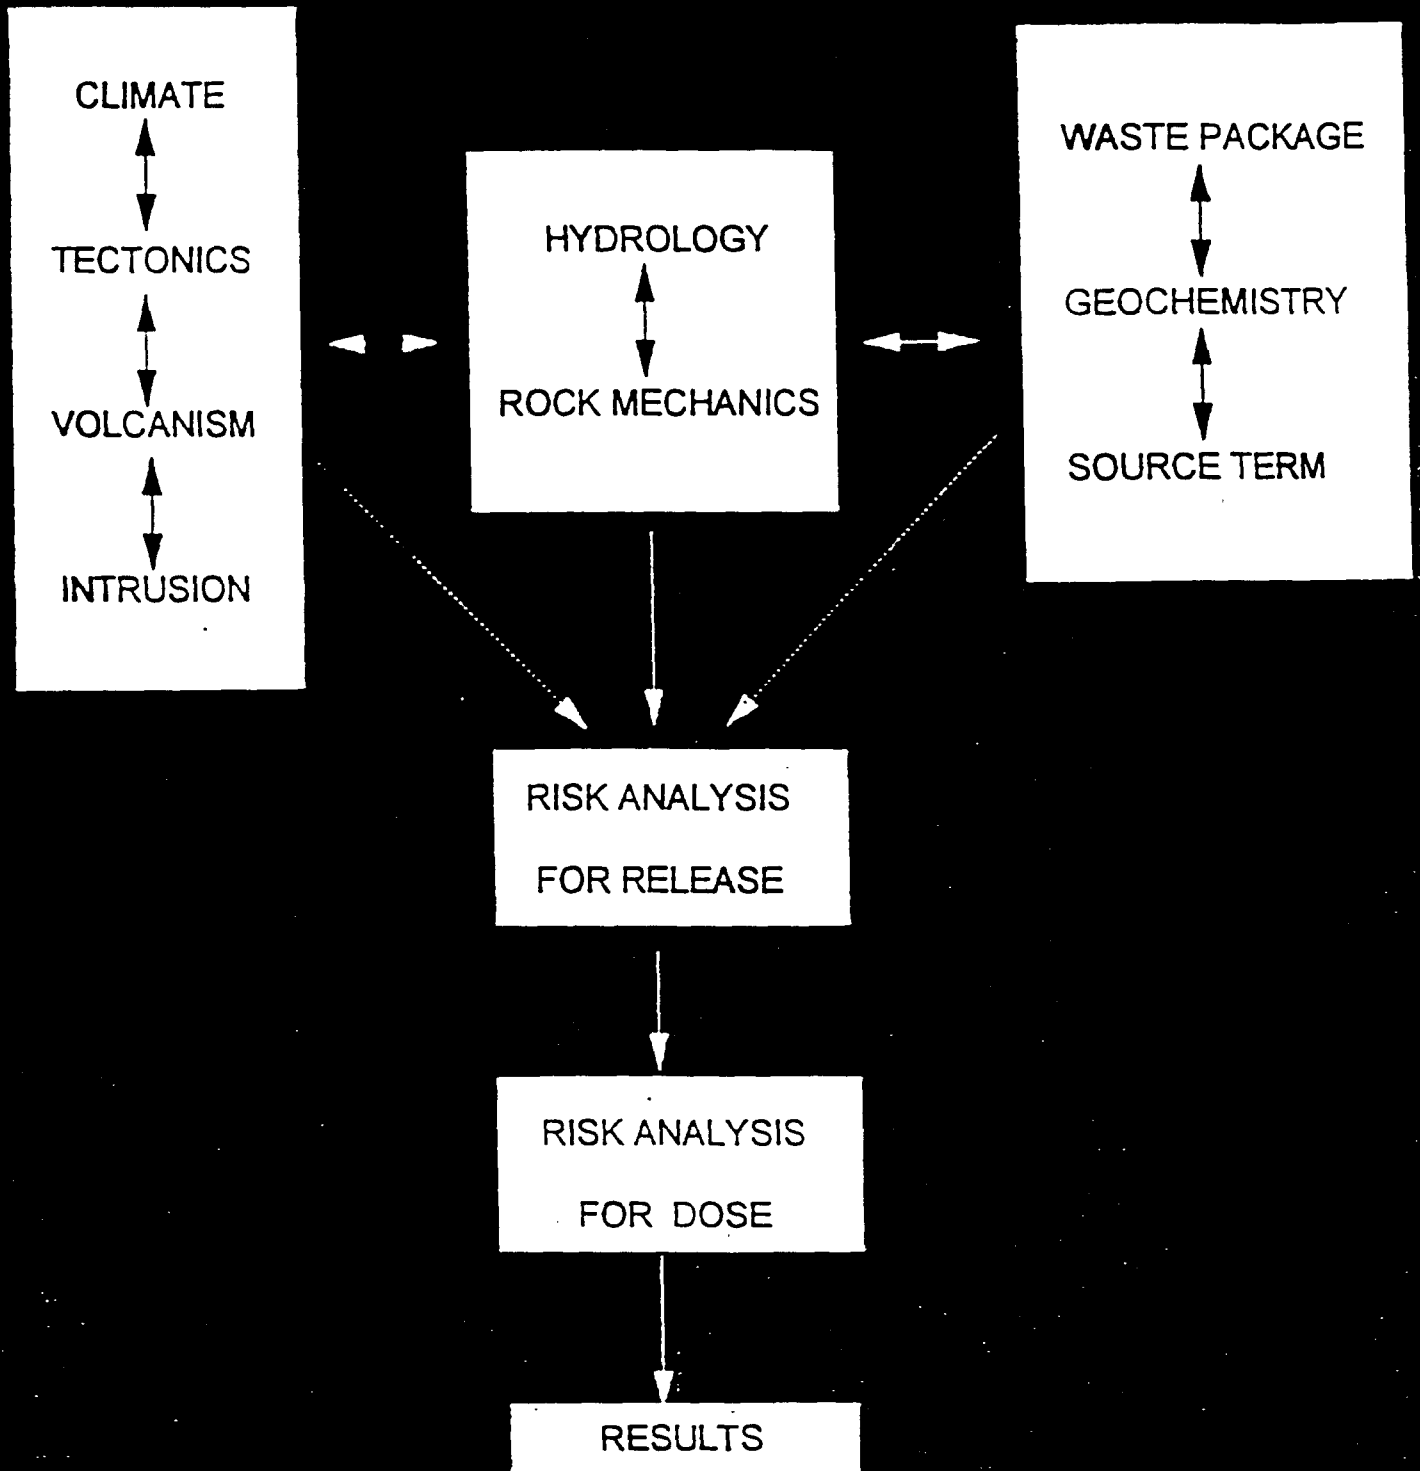 CLIMATE
TECTONICS
VOLCANISM
INTRUSION
HYDROLOGY
ROCK MECHANICS
WASTE PACKAGE
GEOCHEMISTRY
SOURCE TERM
RISK ANALYSIS
FOR RELEASE
RISK ANALYSIS
FOR DOSE
RESULTS